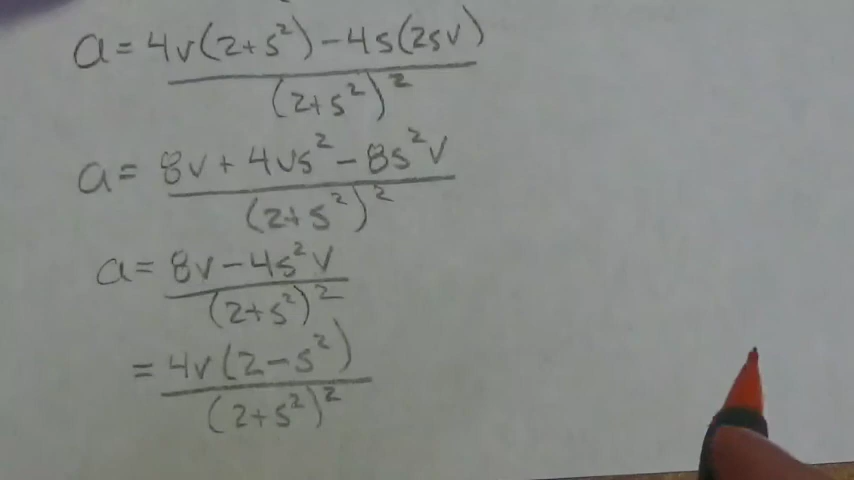 a = 4v(2+s²) - 4s(2sv) / (2+s²)²
a = 8v + 4vs² - 8s²v / (2+s²)²
a = 8v - 4s²v / (2+s²)²
= 4v(2-s²) / (2+s²)²